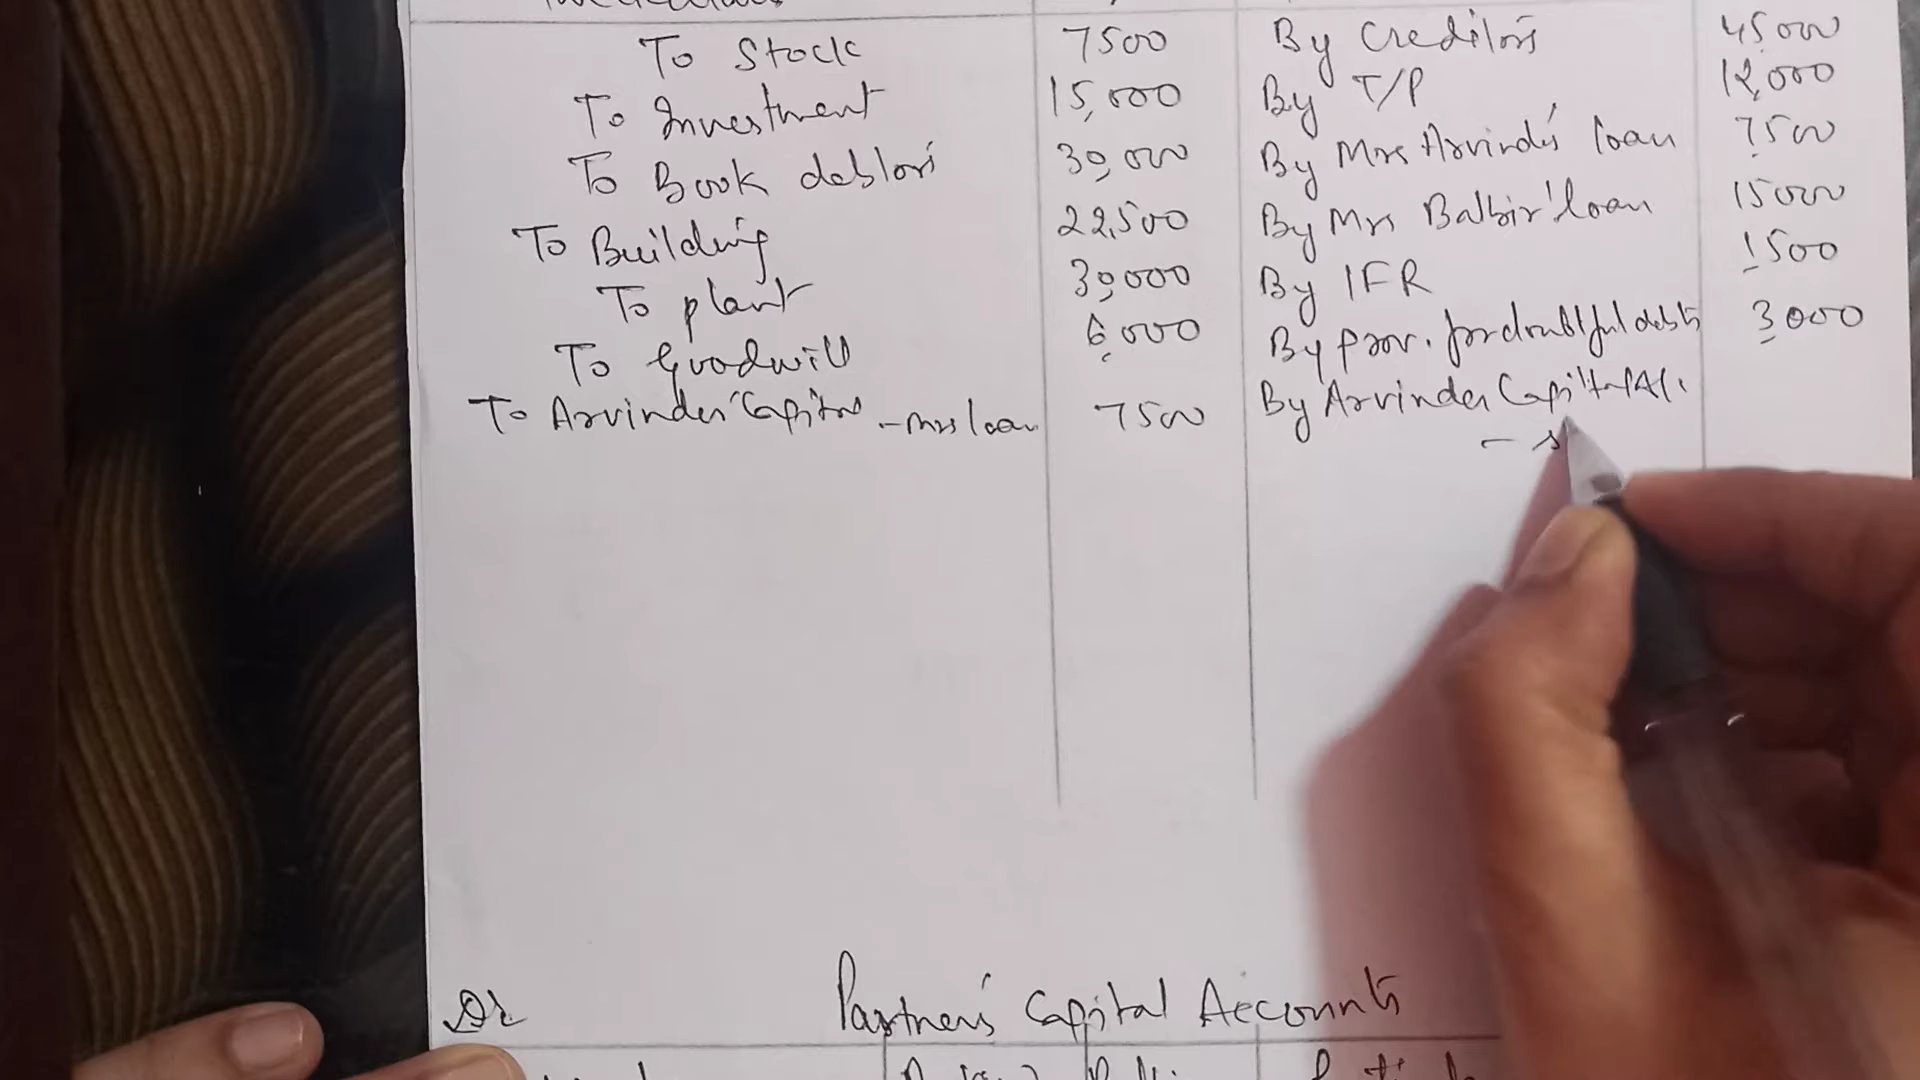 To Stock 7500 By Creditors 45000
To Investment 15,000 By T/P 12,000
To Book debtors 30,000 By Mrs Arvind's loan 7500
To Building 22,500 By Mrs Balbir' loan 15000
To plant 30,000 By IFR 1500
To Goodwill 6,000 By prov. for doubtful debts 3000
To Arvinder Capital - Mrs loan 7500 By Arvinder Capital A/c
- s
Dr Partner's Capital Accounts